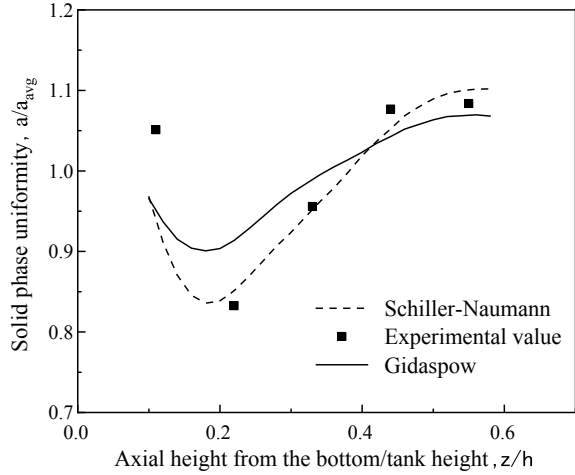 1.2
1.1
1.0
0.9
0.8
0.7
Solid phase uniformity, a/a_avg
Schiller-Naumann
Experimental value
Gidaspow
0.0 0.2 0.4 0.6
Axial height from the bottom/tank height, z/h